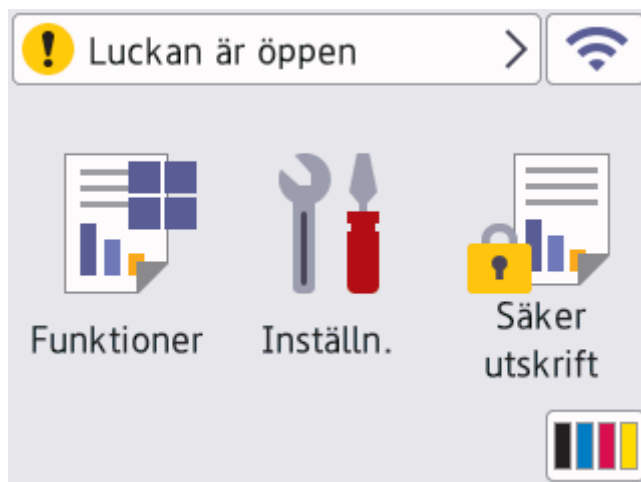 Luckan är öppen
Funktioner
Inställn.
Säker
utskrift